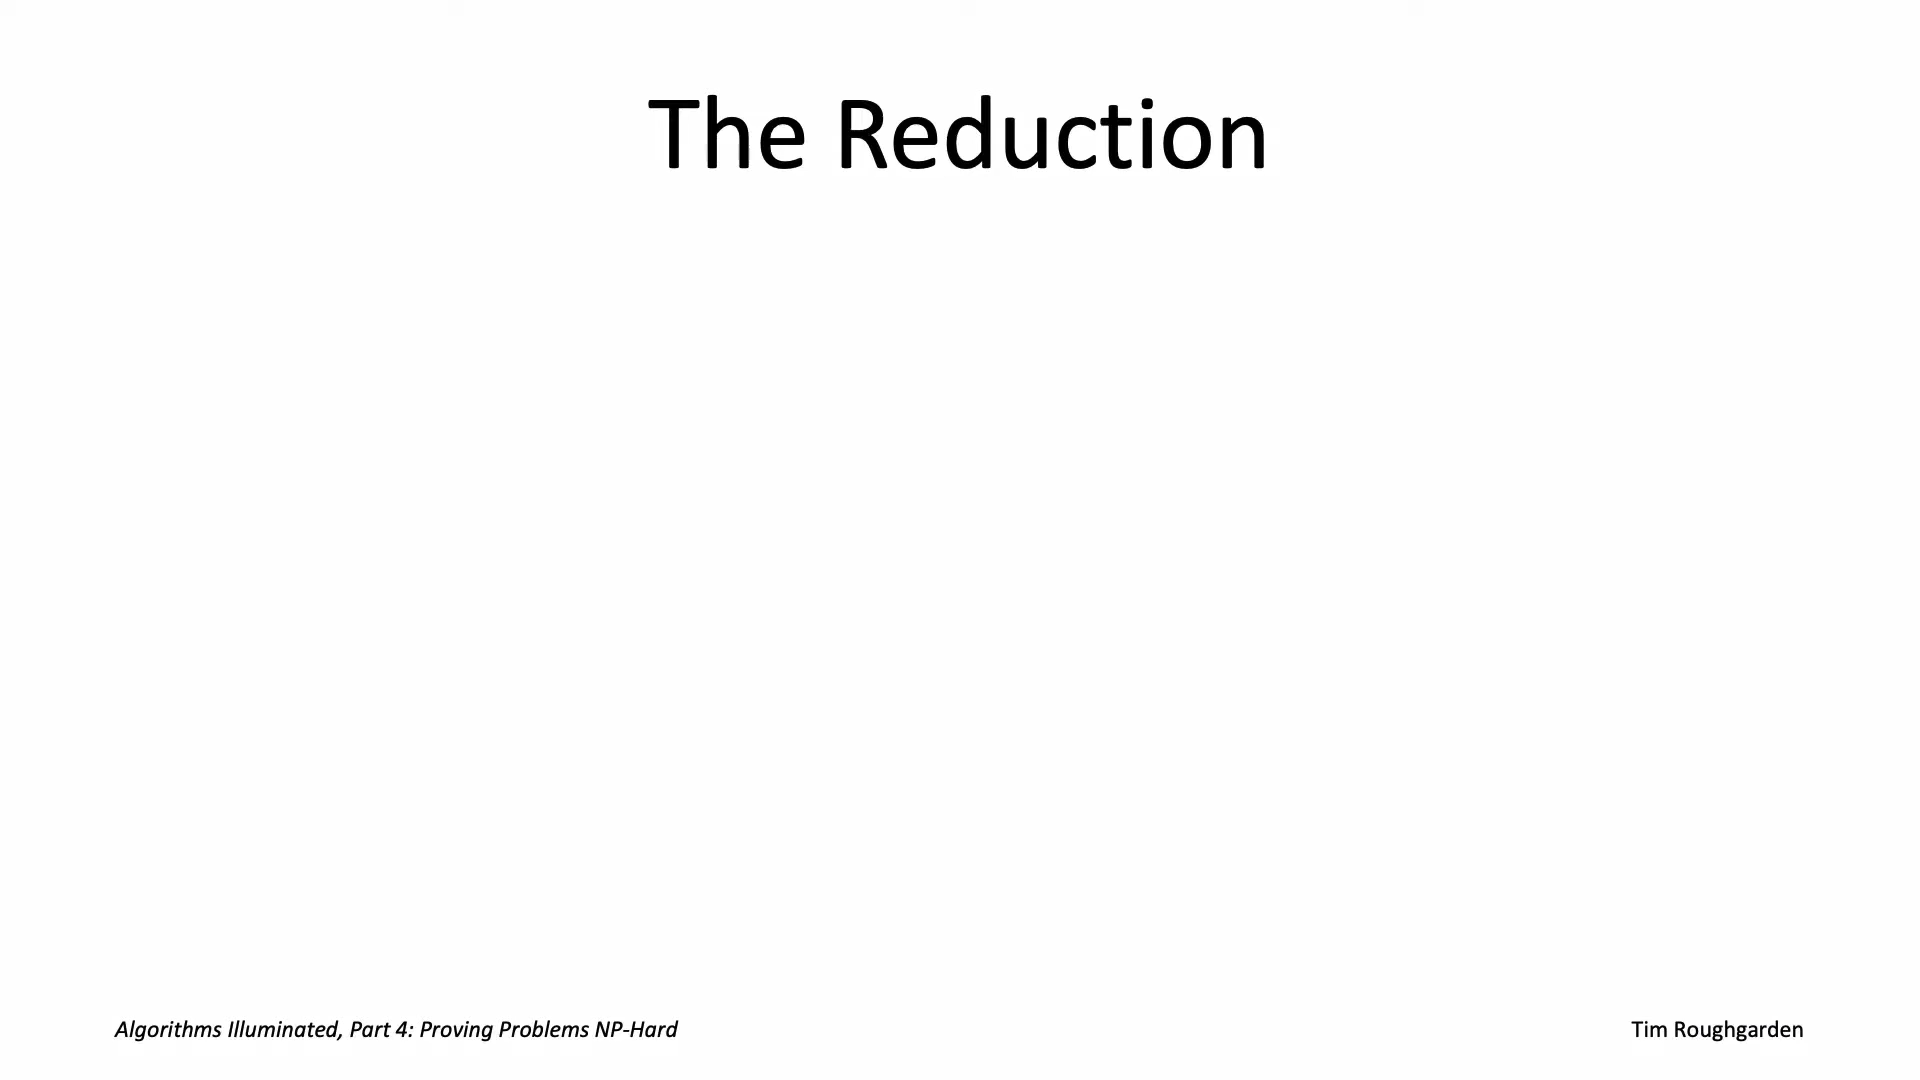 The Reduction
Algorithms Illuminated, Part 4: Proving Problems NP-Hard
Tim Roughgarden